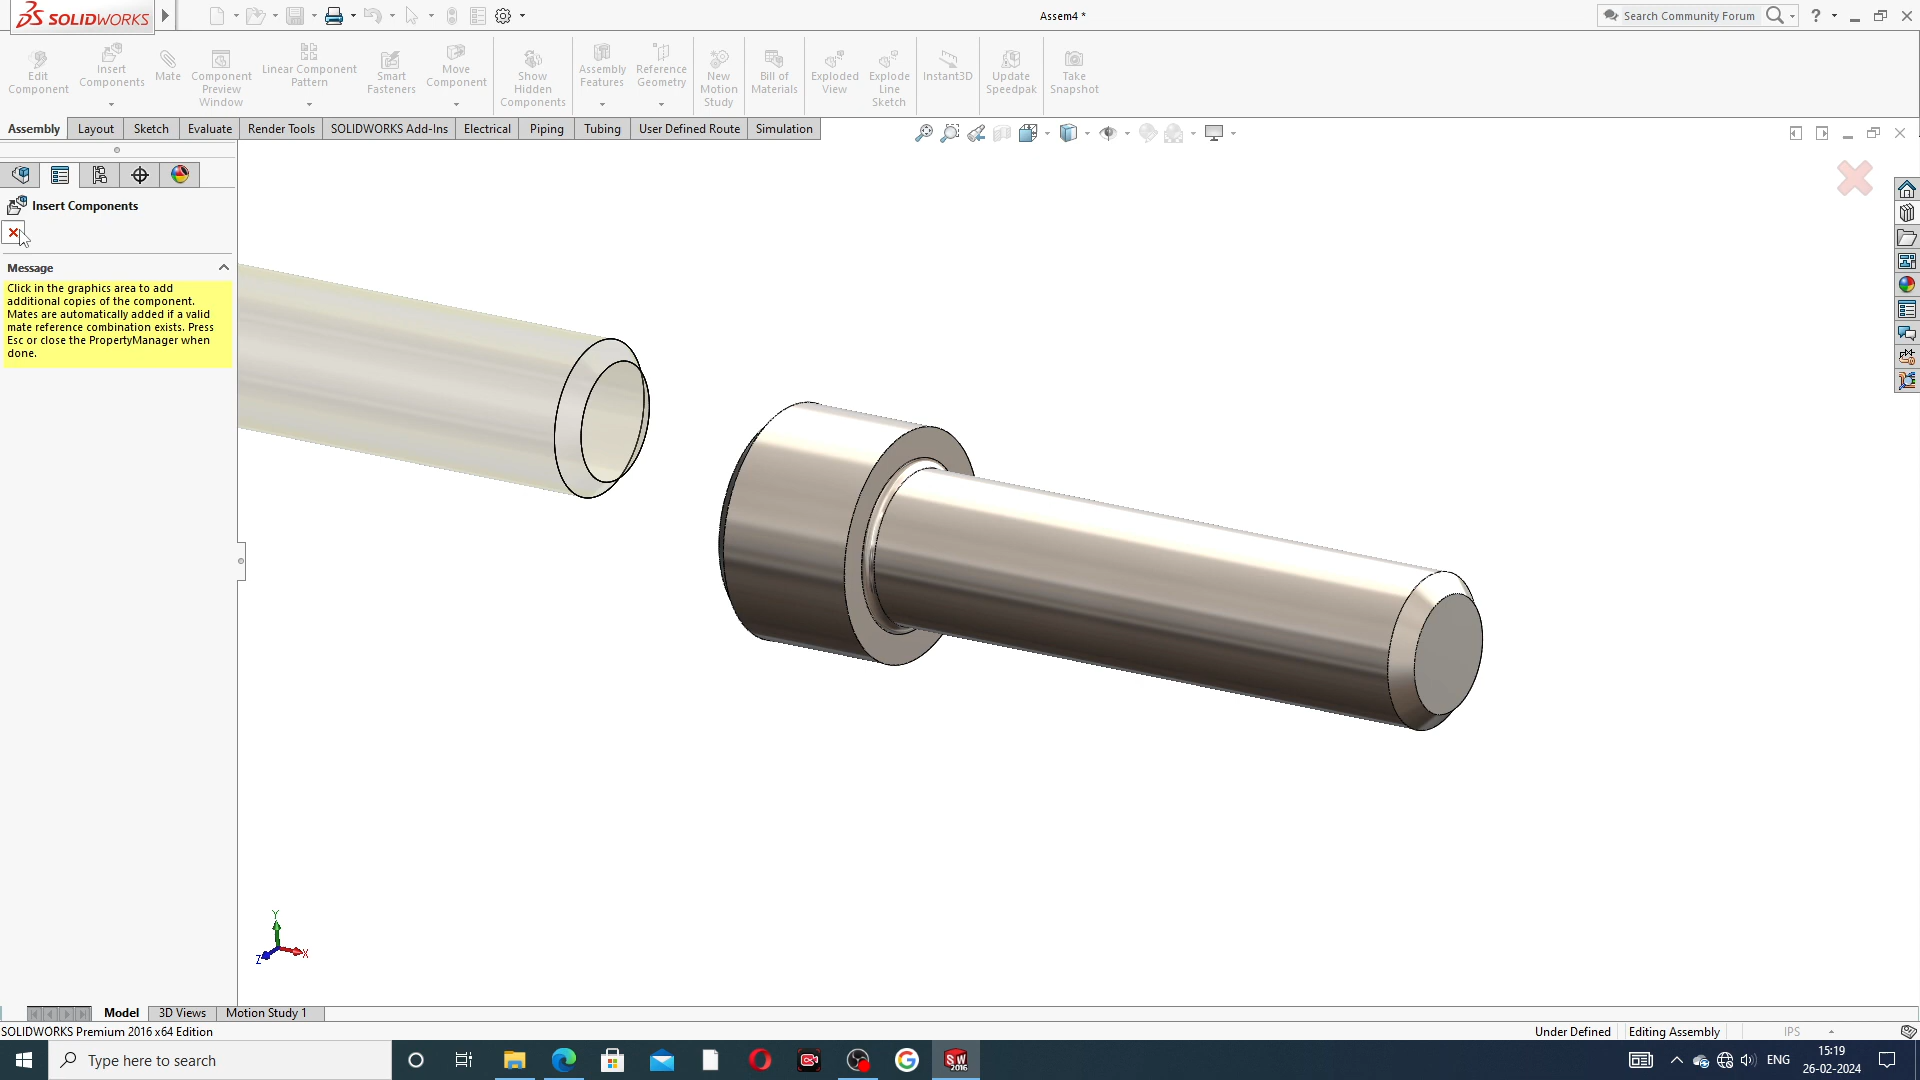 SOLIDWORKS
Assem4 *
Search Community Forum
?
Edit Component
Insert Components
Mate
Component Preview Window
Linear Component Pattern
Smart Fasteners
Move Component
Show Hidden Components
Assembly Features
Reference Geometry
New Motion Study
Bill of Materials
Exploded View
Explode Line Sketch
Instant3D
Update Speedpak
Take Snapshot
Assembly
Layout
Sketch
Evaluate
Render Tools
SOLIDWORKS Add-Ins
Electrical
Piping
Tubing
User Defined Route
Simulation
Insert Components
Message
Click in the graphics area to add
additional copies of the component.
Mates are automatically added if a valid
mate reference combination exists. Press
Esc or close the PropertyManager when
done.
Y
X
Z
Model
3D Views
Motion Study 1
SOLIDWORKS Premium 2016 x64 Edition
Under Defined
Editing Assembly
IPS
Type here to search
SW
2016
ENG
15:19
26-02-2024